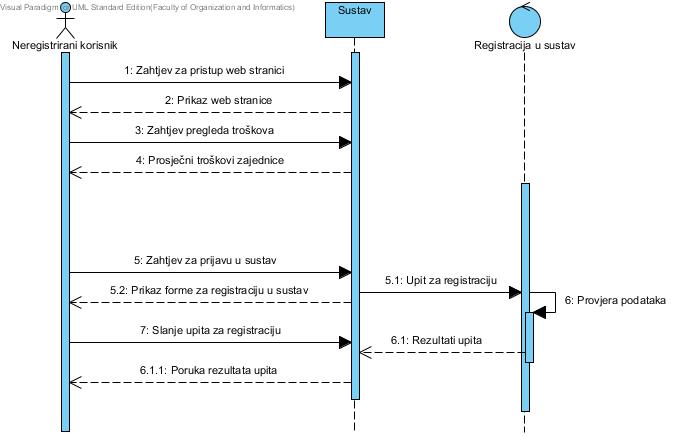 Visual Paradigm UML Standard Edition(Faculty of Organization and Informatics)
Sustav
Neregistrirani korisnik
Registracija u sustav
1: Zahtjev za pristup web stranici
2: Prikaz web stranice
3: Zahtjev pregleda troškova
4: Prosječni troškovi zajednice
5: Zahtjev za prijavu u sustav
5.1: Upit za registraciju
5.2: Prikaz forme za registraciju u sustav
6: Provjera podataka
7: Slanje upita za registraciju
6.1: Rezultati upita
6.1.1: Poruka rezultata upita